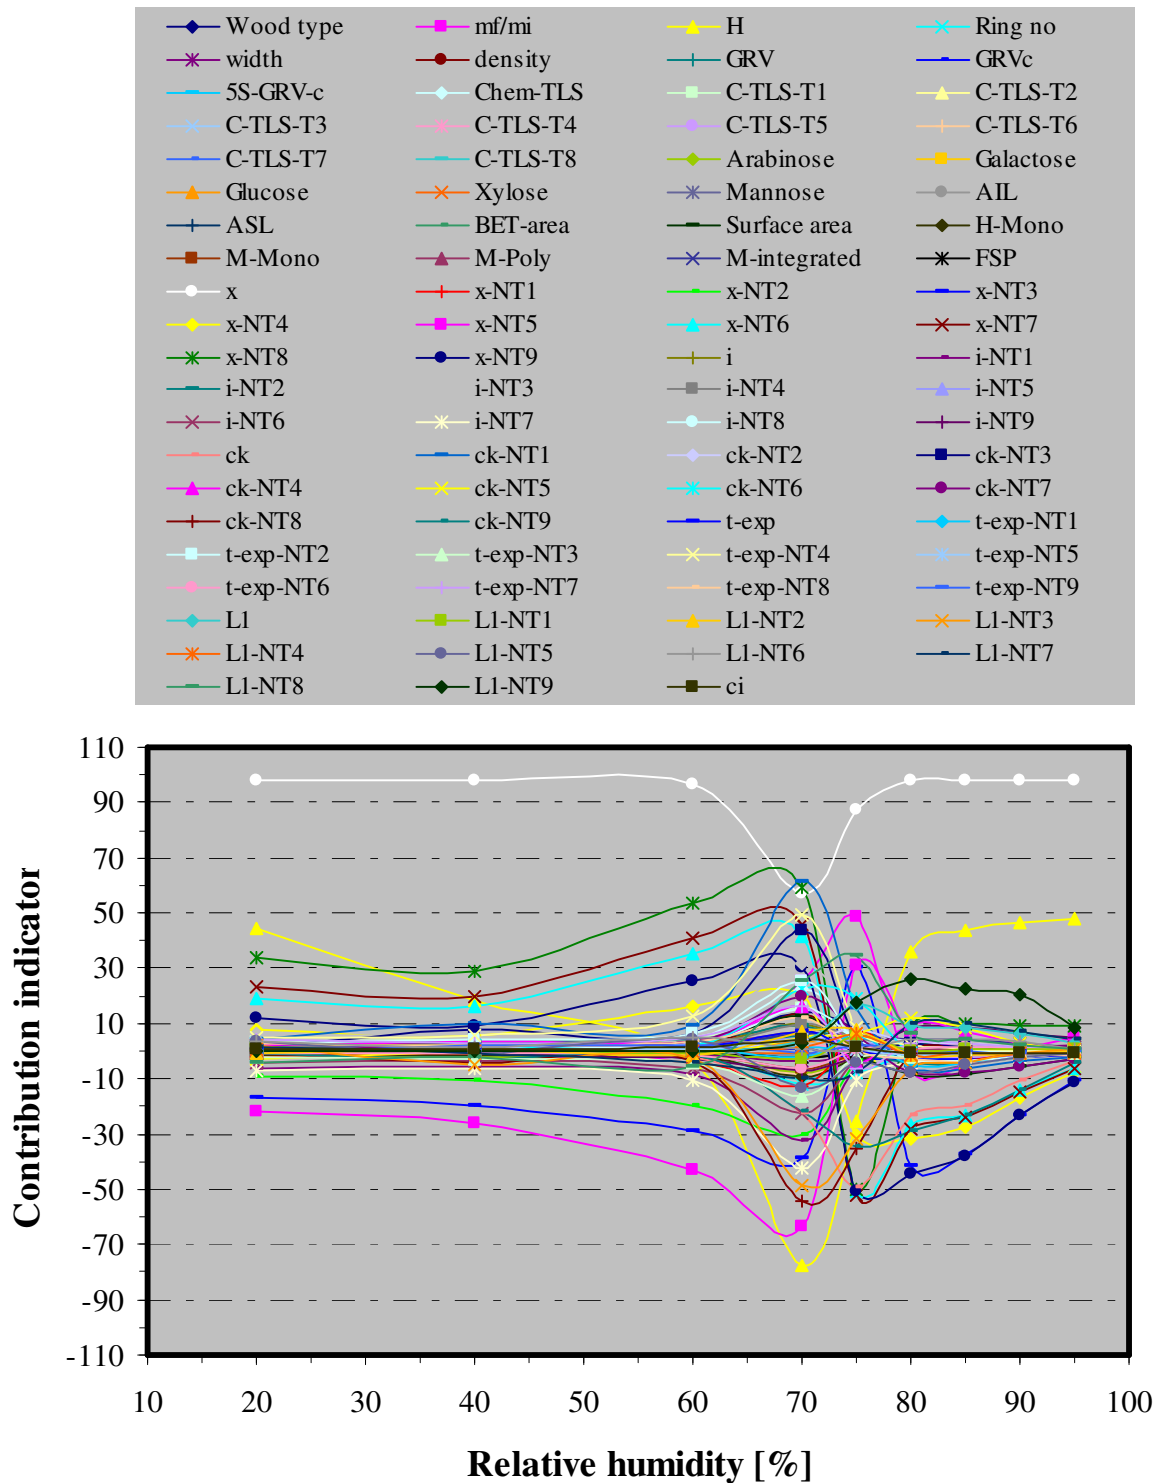 Wood type mf/mi H Ring no
width density GRV GRVc
5S-GRV-c Chem-TLS C-TLS-T1 C-TLS-T2
C-TLS-T3 C-TLS-T4 C-TLS-T5 C-TLS-T6
C-TLS-T7 C-TLS-T8 Arabinose Galactose
Glucose Xylose Mannose AIL
ASL BET-area Surface area H-Mono
M-Mono M-Poly M-integrated FSP
x x-NT1 x-NT2 x-NT3
x-NT4 x-NT5 x-NT6 x-NT7
x-NT8 x-NT9 i i-NT1
i-NT2 i-NT3 i-NT4 i-NT5
i-NT6 i-NT7 i-NT8 i-NT9
ck ck-NT1 ck-NT2 ck-NT3
ck-NT4 ck-NT5 ck-NT6 ck-NT7
ck-NT8 ck-NT9 t-exp t-exp-NT1
t-exp-NT2 t-exp-NT3 t-exp-NT4 t-exp-NT5
t-exp-NT6 t-exp-NT7 t-exp-NT8 t-exp-NT9
L1 L1-NT1 L1-NT2 L1-NT3
L1-NT4 L1-NT5 L1-NT6 L1-NT7
L1-NT8 L1-NT9 ci
110
90
70
50
30
10
-10
-30
-50
-70
-90
-110
Contribution indicator
10 20 30 40 50 60 70 80 90 100
Relative humidity [%]